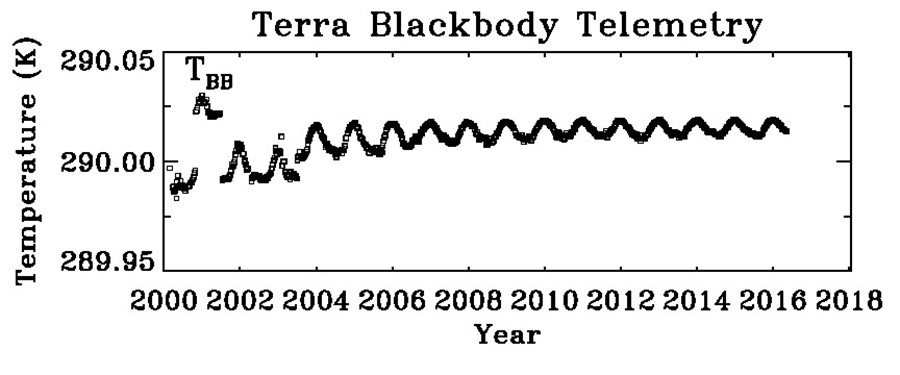 Terra Blackbody Telemetry
290.05
T_BB
290.00
289.95
Temperature (K)
2000 2002 2004 2006 2008 2010 2012 2014 2016 2018
Year